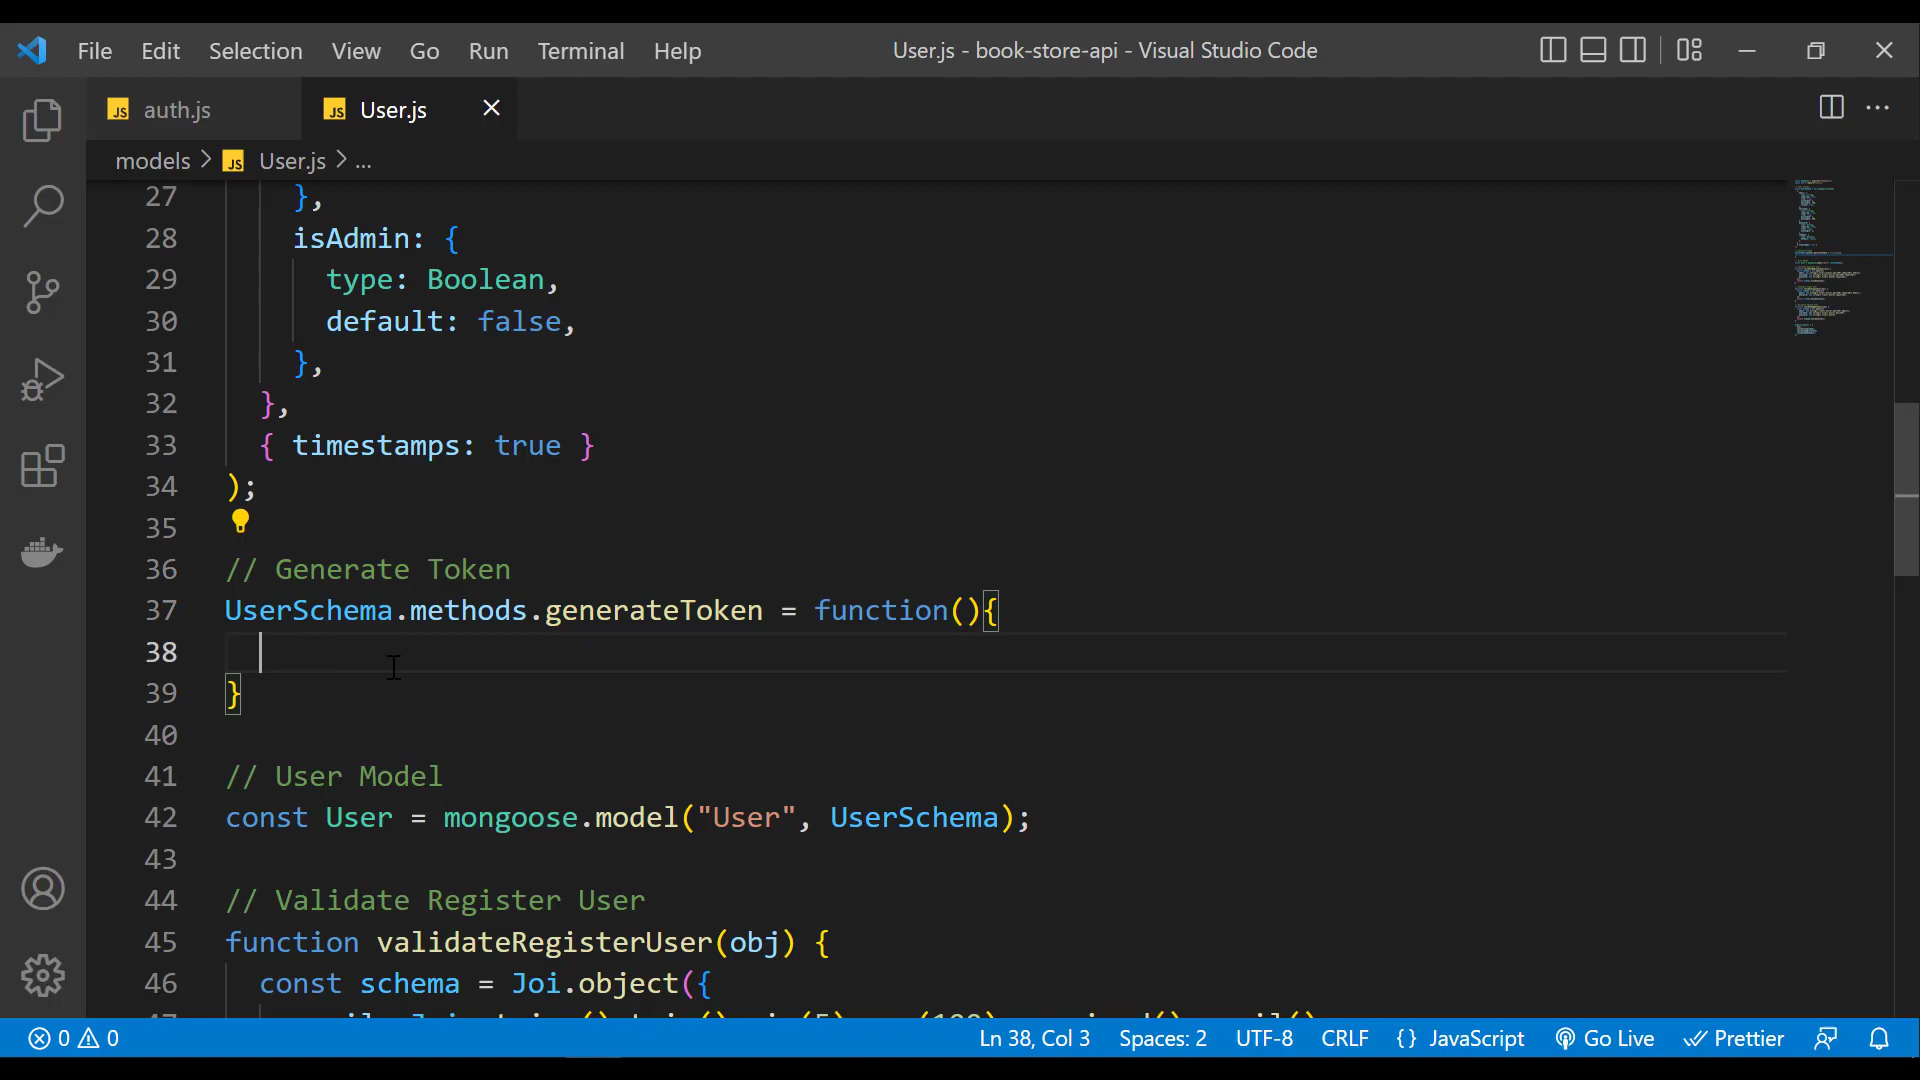 File Edit Selection View Go Run Terminal Help User.js - book-store-api - Visual Studio Code
JS auth.js JS User.js
models > JS User.js > ...
27 },
28 isAdmin: {
29 type: Boolean,
30 default: false,
31 },
32 },
33 { timestamps: true }
34 );
35
36 // Generate Token
37 UserSchema.methods.generateToken = function(){
38
39 }
40
41 // User Model
42 const User = mongoose.model("User", UserSchema);
43
44 // Validate Register User
45 function validateRegisterUser(obj) {
46 const schema = Joi.object({
0 0 Ln 38, Col 3 Spaces: 2 UTF-8 CRLF {} JavaScript Go Live Prettier